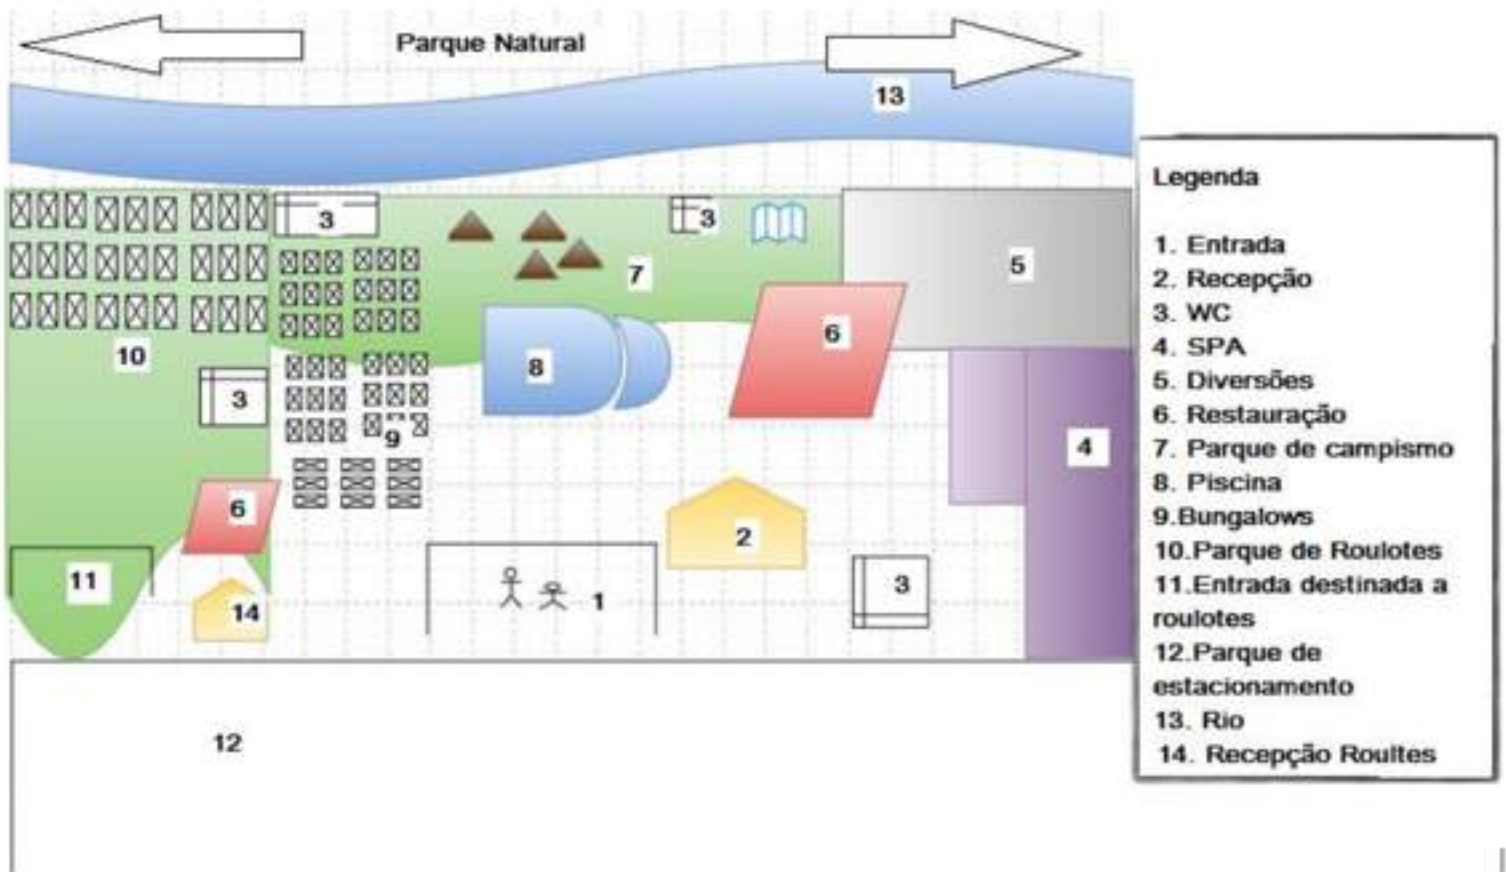 Parque Natural
13
3
3
7
5
6
10
8
3
9
4
6
2
11
14
1
3
12
Legenda
1. Entrada
2. Recepção
3. WC
4. SPA
5. Diversões
6. Restauração
7. Parque de campismo
8. Piscina
9.Bungalows
10.Parque de Roulotes
11.Entrada destinada a
roulotes
12.Parque de
estacionamento
13. Rio
14. Recepção Roultes